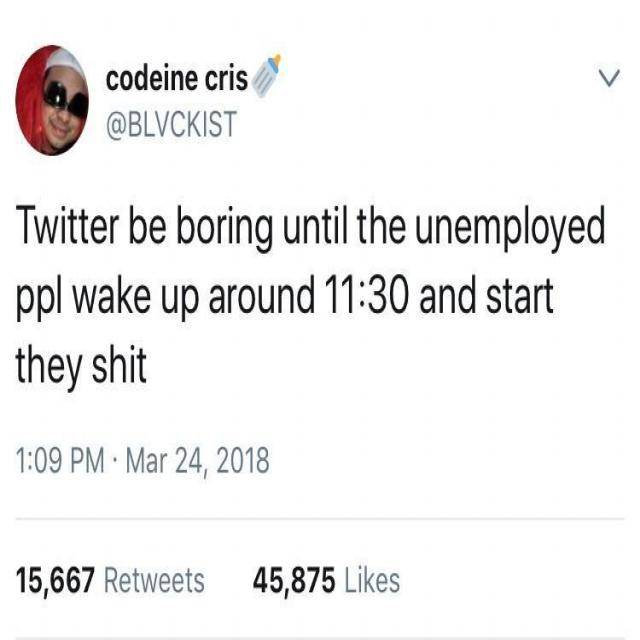 codeine cris🍼
@BLVCKIST
Twitter be boring until the unemployed
ppl wake up around 11:30 and start
they shit
1:09 PM · Mar 24, 2018
15,667 Retweets 45,875 Likes